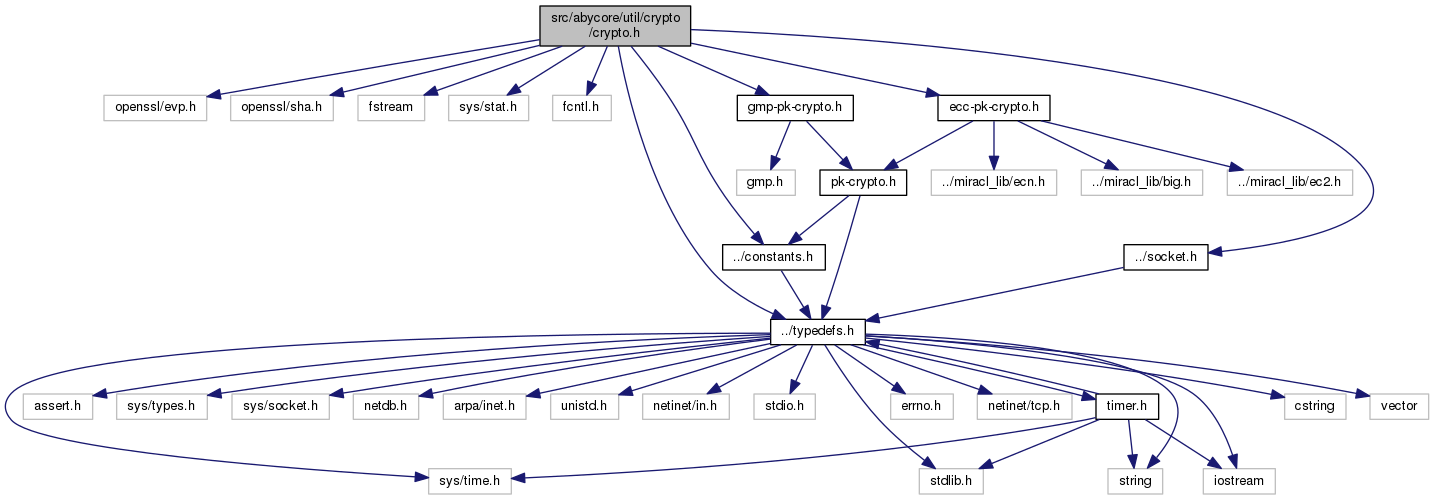 src/abycore/util/crypto
/crypto.h
openssl/evp.h
openssl/sha.h
fstream
sys/stat.h
fcntl.h
gmp-pk-crypto.h
ecc-pk-crypto.h
gmp.h
pk-crypto.h
../miracl_lib/ecn.h
../miracl_lib/big.h
../miracl_lib/ec2.h
../constants.h
../socket.h
../typedefs.h
assert.h
sys/types.h
sys/socket.h
netdb.h
arpa/inet.h
unistd.h
netinet/in.h
stdio.h
errno.h
netinet/tcp.h
timer.h
cstring
vector
sys/time.h
stdlib.h
string
iostream